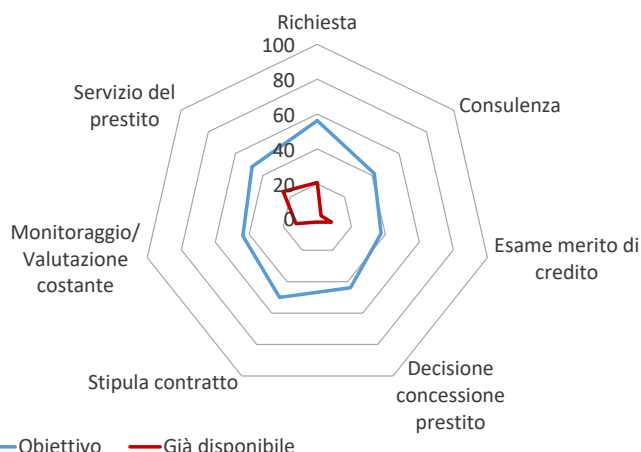 Richiesta
100
80
60
40
20
0
Consulenza
Esame merito di
credito
Decisione
concessione
prestito
Stipula contratto
Monitoraggio/
Valutazione
costante
Servizio del
prestito
Obiettivo
Già disponibile